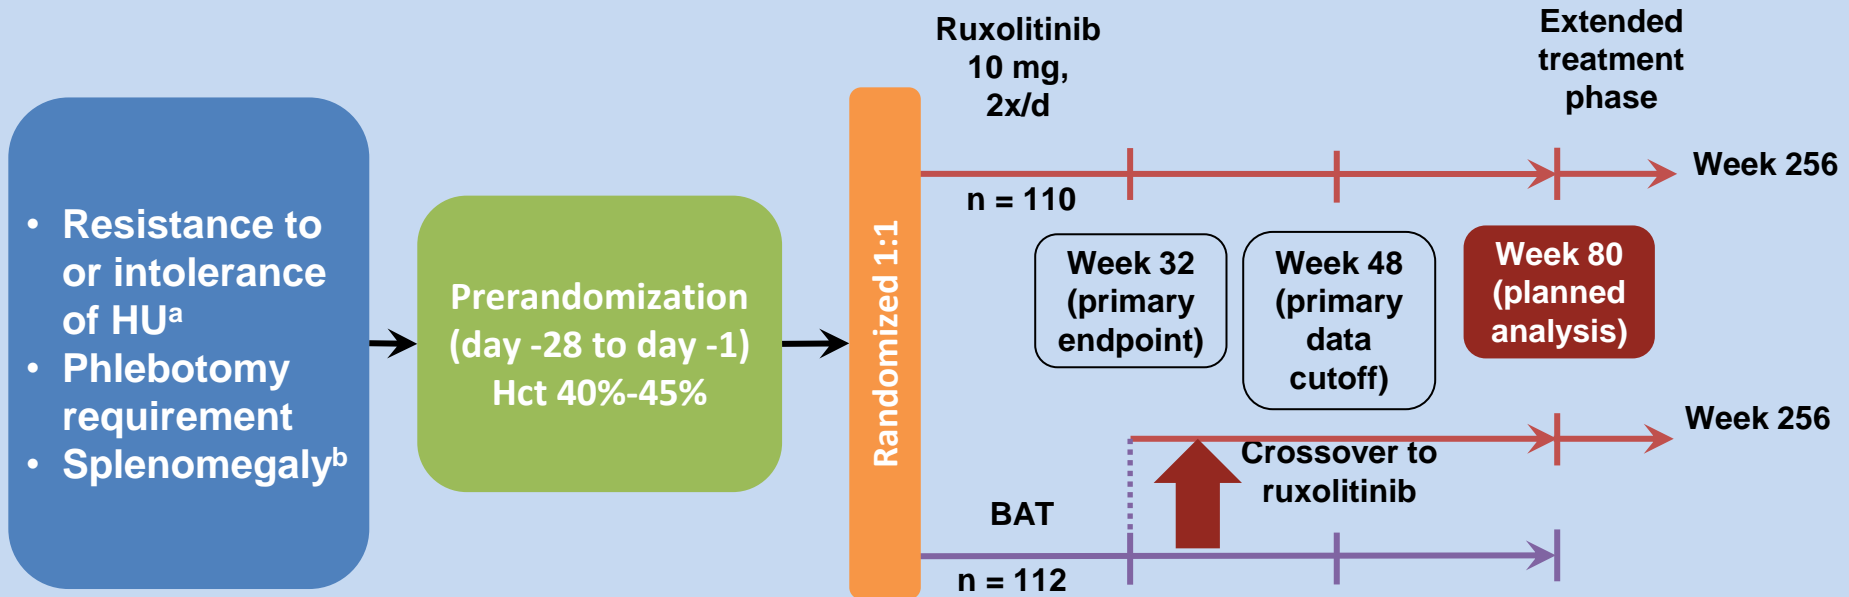 • Resistance to
or intolerance
of HUᵃ
• Phlebotomy
requirement
• Splenomegalyᵇ
Prerandomization
(day -28 to day -1)
Hct 40%-45%
Randomized 1:1
Ruxolitinib
10 mg,
2x/d
n = 110
Extended
treatment
phase
Week 256
Week 32
(primary
endpoint)
Week 48
(primary
data
cutoff)
Week 80
(planned
analysis)
Week 256
Crossover to
ruxolitinib
BAT
n = 112